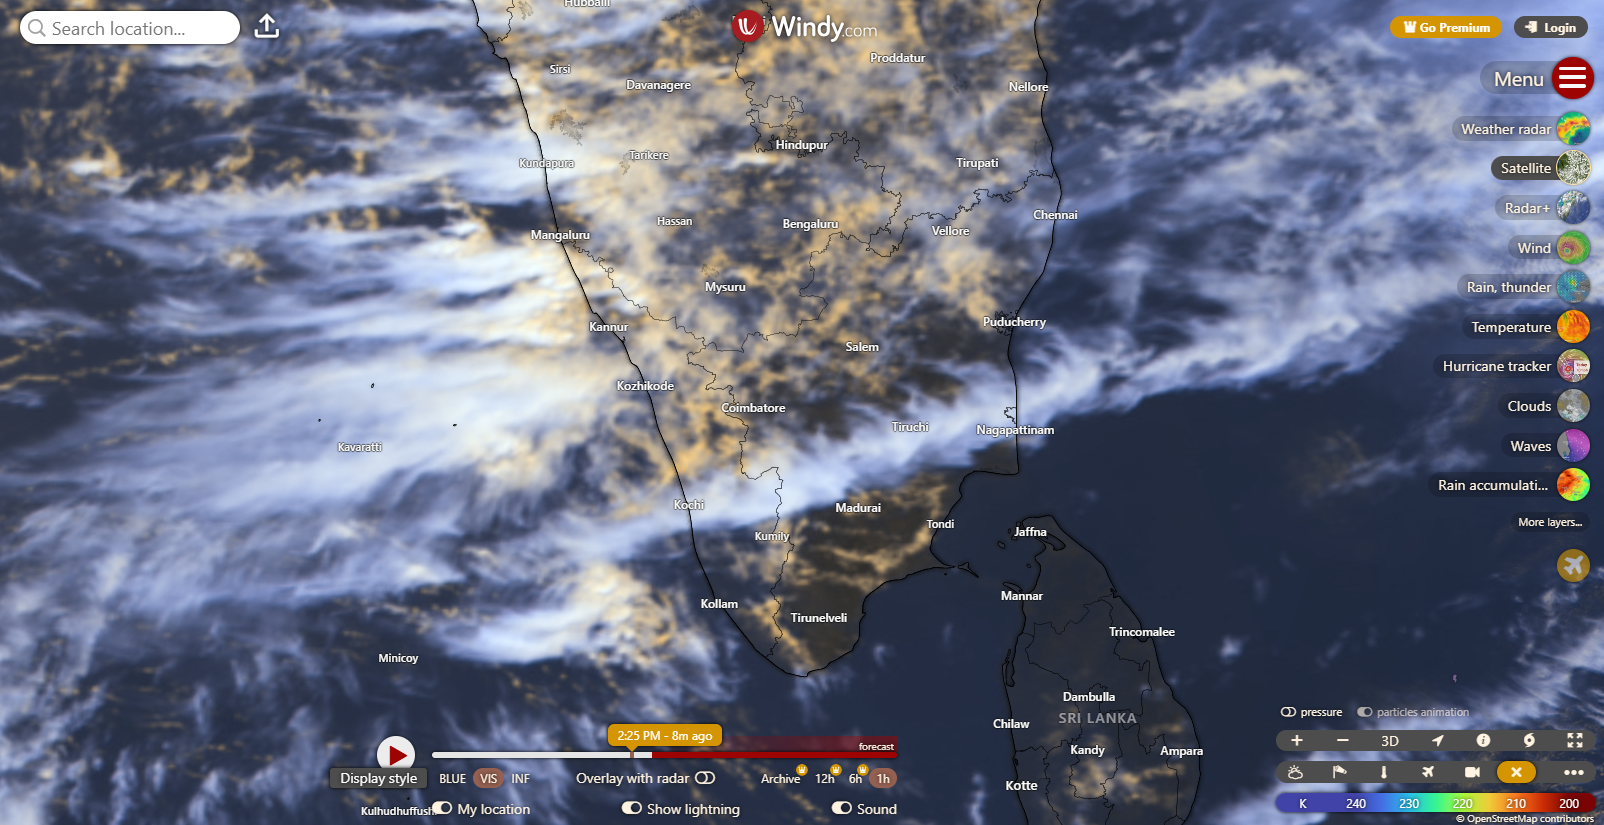 Search location...
Windy.com
Go Premium
Login
Menu
Weather radar
Satellite
Radar+
Wind
Rain, thunder
Temperature
Hurricane tracker
Clouds
Waves
Rain accumulati...
More layers...
Hubballi
Sirsi
Davanagere
Proddatur
Nellore
Kundapura
Tarikere
Hindupur
Tirupati
Hassan
Bengaluru
Chennai
Mangaluru
Vellore
Mysuru
Kannur
Puducherry
Salem
Kozhikode
Coimbatore
Tiruchi
Nagapattinam
Kavaratti
Kochi
Madurai
Tondi
Kumily
Jaffna
Mannar
Kollam
Tirunelveli
Trincomalee
Minicoy
Dambulla
SRI LANKA
Chilaw
Kandy
Ampara
Kotte
Kulhudhuffush
2:25 PM - 8m ago
forecast
Display style
BLUE VIS INF
Overlay with radar
Archive 12h 6h 1h
My location
Show lightning
Sound
pressure
particles animation
+ − 3D
K 240 230 220 210 200
© OpenStreetMap contributors